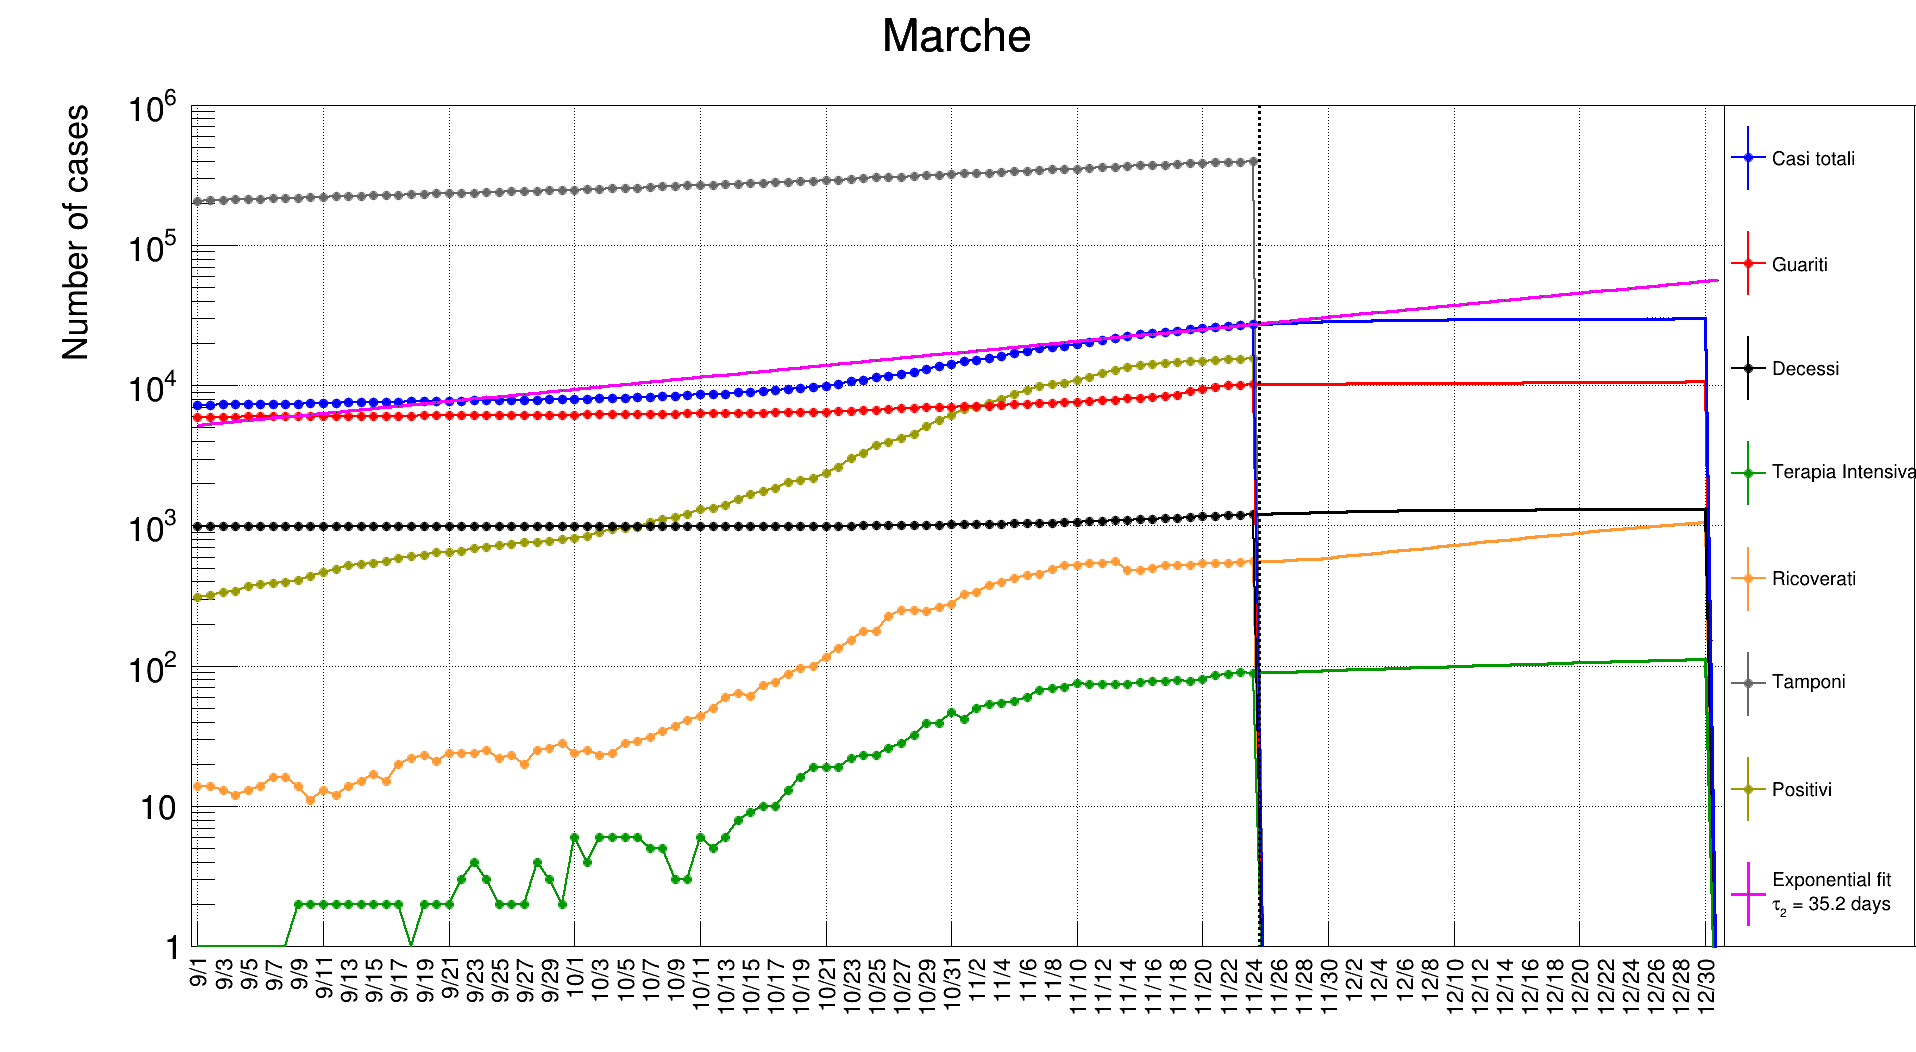 Marche
Number of cases
10^6
10^5
10^4
10^3
10^2
10
1
9/1 9/3 9/5 9/7 9/9 9/11 9/13 9/15 9/17 9/19 9/21 9/23 9/25 9/27 9/29 10/1 10/3 10/5 10/7 10/9 10/11 10/13 10/15 10/17 10/19 10/21 10/23 10/25 10/27 10/29 10/31 11/2 11/4 11/6 11/8 11/10 11/12 11/14 11/16 11/18 11/20 11/22 11/24 11/26 11/28 11/30 12/2 12/4 12/6 12/8 12/10 12/12 12/14 12/16 12/18 12/20 12/22 12/24 12/26 12/28 12/30
Casi totali
Guariti
Decessi
Terapia Intensiva
Ricoverati
Tamponi
Positivi
Exponential fit
τ_2 = 35.2 days